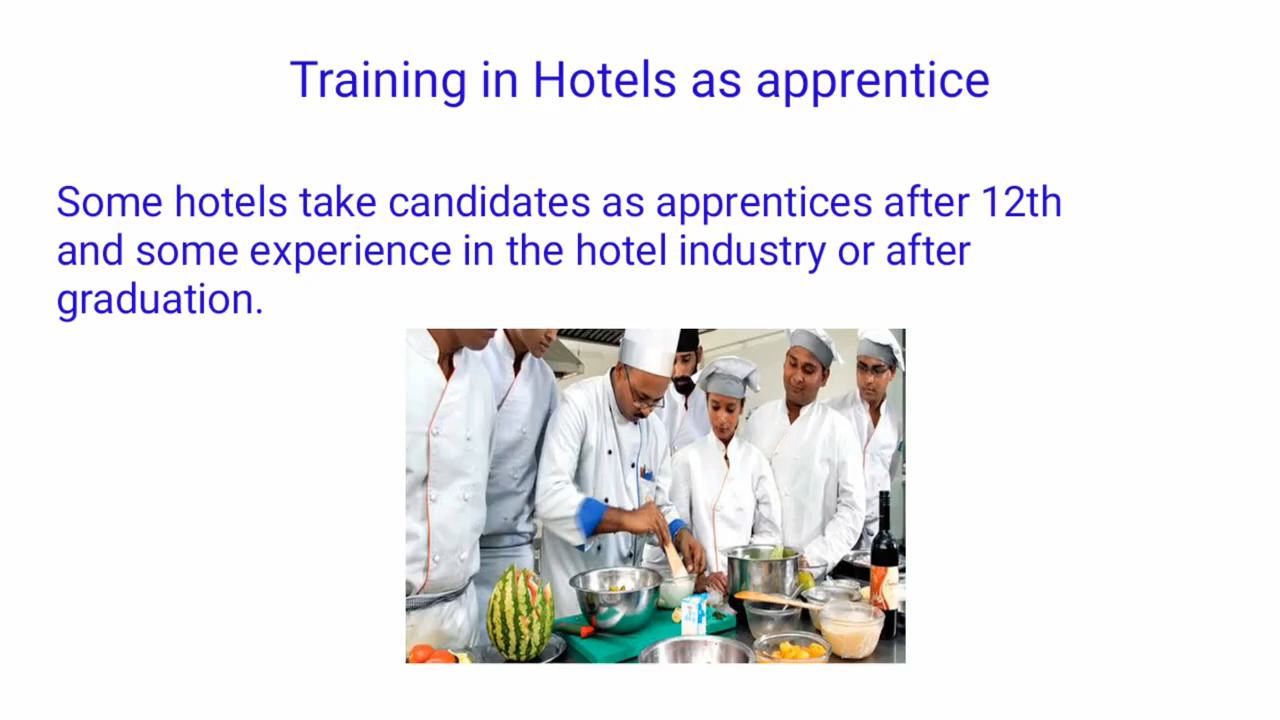 Training in Hotels as apprentice
Some hotels take candidates as apprentices after 12th
and some experience in the hotel industry or after
graduation.